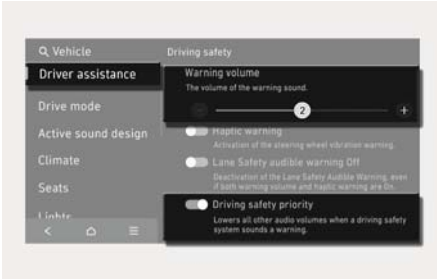 Vehicle
Driving safety
Driver assistance
Warning volume
The volume of the warning sound.
2
Drive mode
Active sound design
Haptic warning
Activation of the steering wheel vibration warning.
Climate
Lane Safety audible warning Off
Deactivation of the Lane Safety Audible Warning, even
if both warning volume and haptic warning are On.
Seats
Driving safety priority
Lights
Lowers all other audio volumes when a driving safety
system sounds a warning.